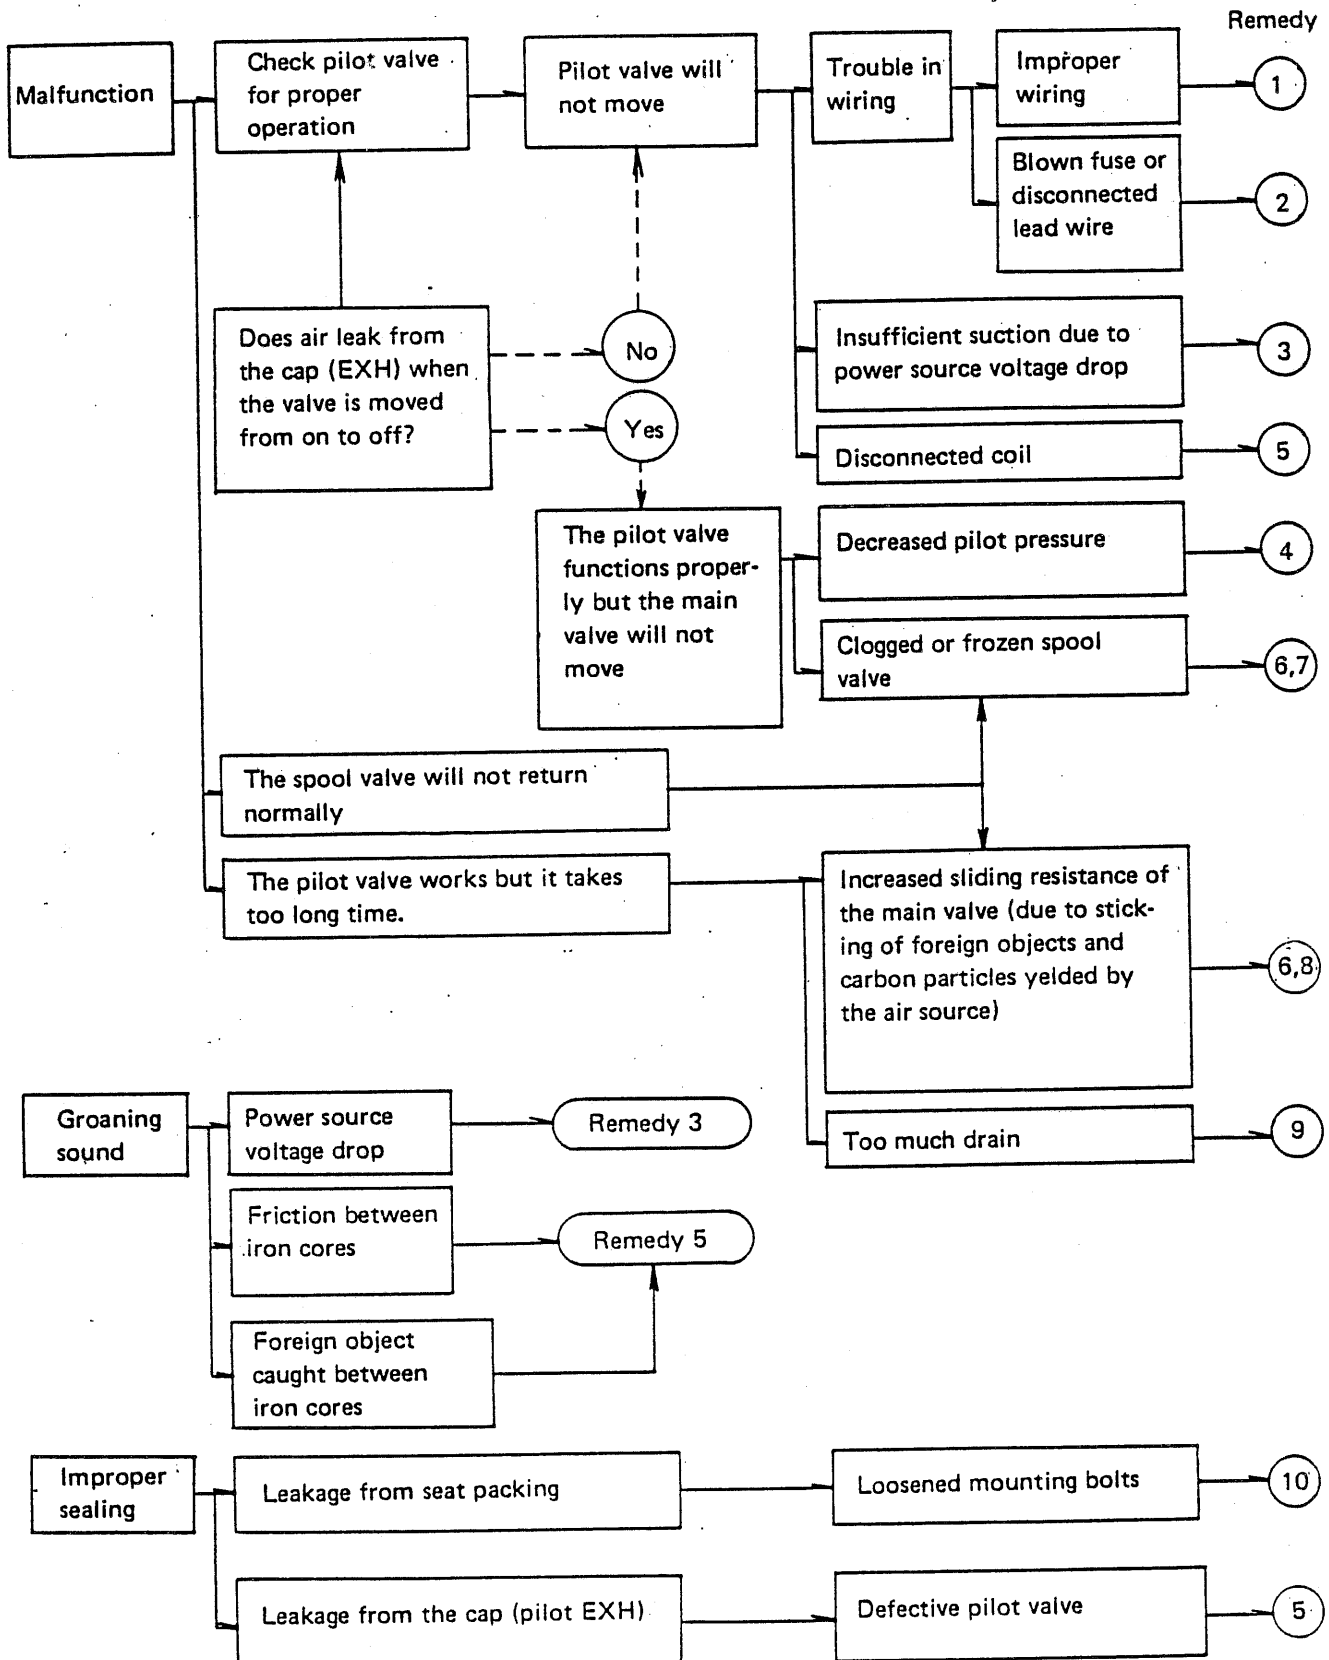 Remedy
Malfunction
Check pilot valve
for proper
operation
Pilot valve will
not move
Trouble in
wiring
Improper
wiring
1
Blown fuse or
disconnected
lead wire
2
Does air leak from
the cap (EXH) when
the valve is moved
from on to off?
No
Yes
Insufficient suction due to
power source voltage drop
3
Disconnected coil
5
The pilot valve
functions proper-
ly but the main
valve will not
move
Decreased pilot pressure
4
Clogged or frozen spool
valve
6,7
The spool valve will not return
normally
The pilot valve works but it takes
too long time.
Increased sliding resistance of
the main valve (due to stick-
ing of foreign objects and
carbon particles yelded by
the air source)
6,8
Too much drain
9
Groaning
sound
Power source
voltage drop
Remedy 3
Friction between
iron cores
Remedy 5
Foreign object
caught between
iron cores
Improper
sealing
Leakage from seat packing
Loosened mounting bolts
10
Leakage from the cap (pilot EXH)
Defective pilot valve
5